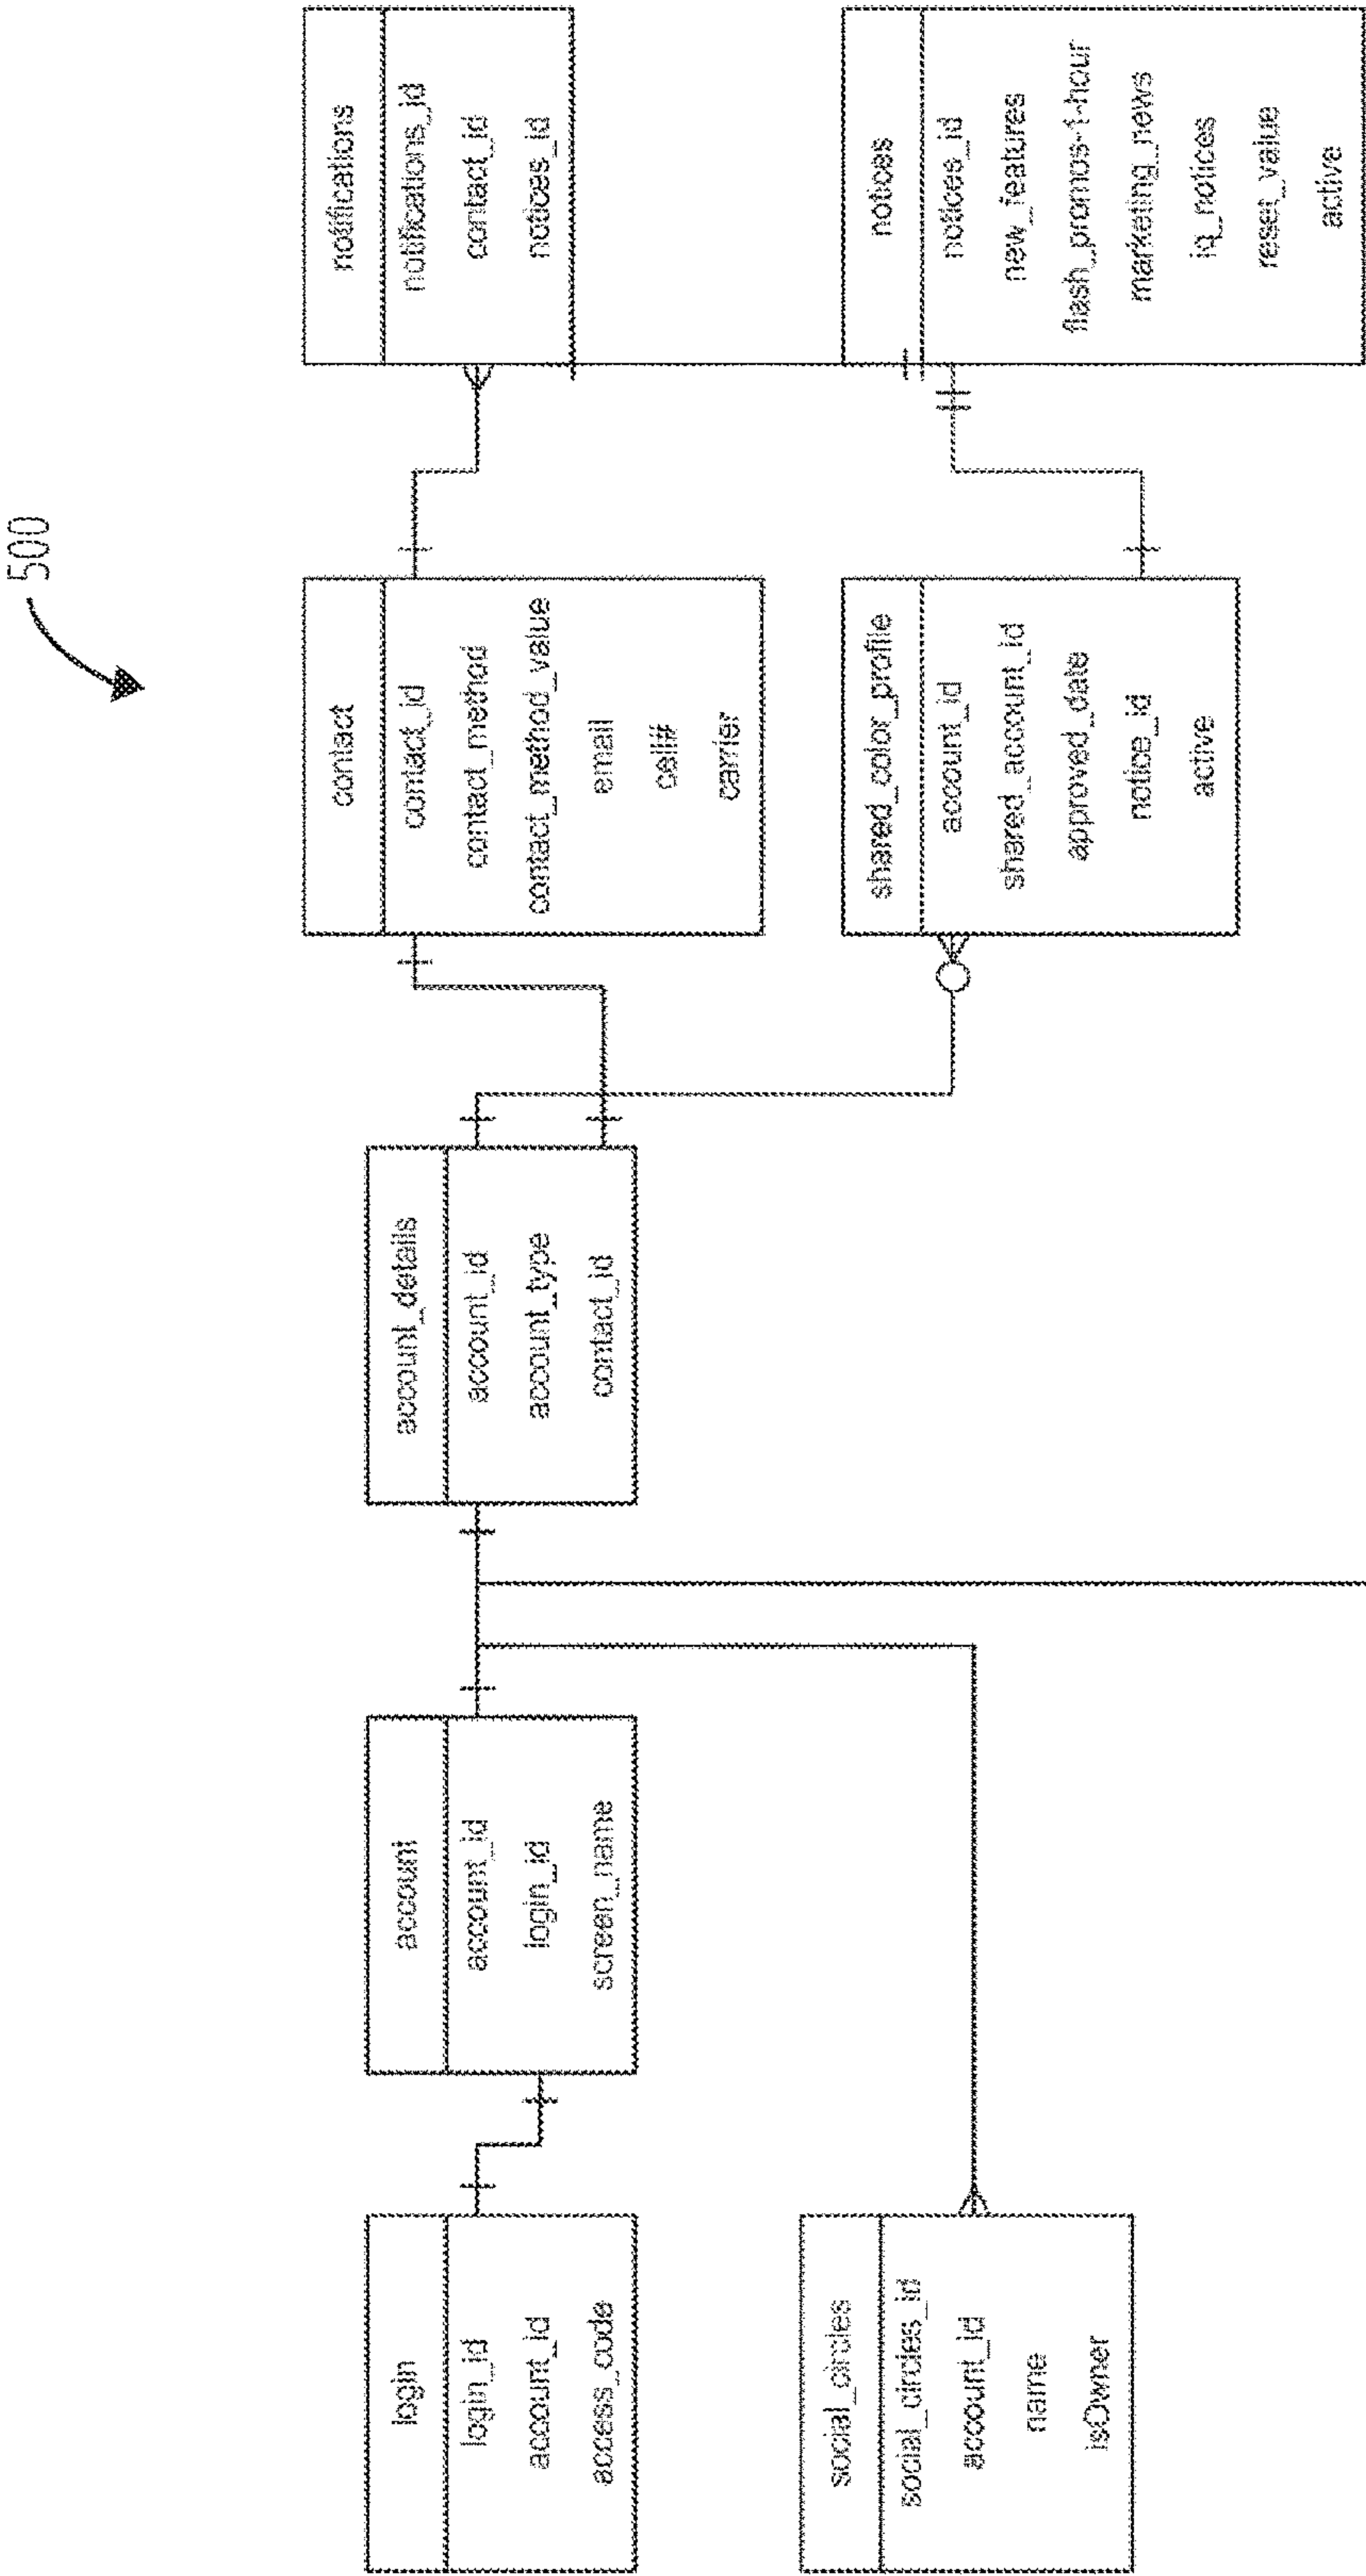 500
login
login_id
account_id
access_code
account
account_id
login_id
screen_name
account_details
account_id
account_type
contact_id
contact
contact_id
contact_method
contact_method_value
email
cell#
carrier
notifications
notifications_id
contact_id
notices_id
social_circles
social_circles_id
account_id
name
isOwner
shared_color_profile
account_id
shared_account_id
approved_date
notice_id
active
notices
notices_id
new_features
flash_promos-1-hour
marketing_news
iq_notices
reset_value
active